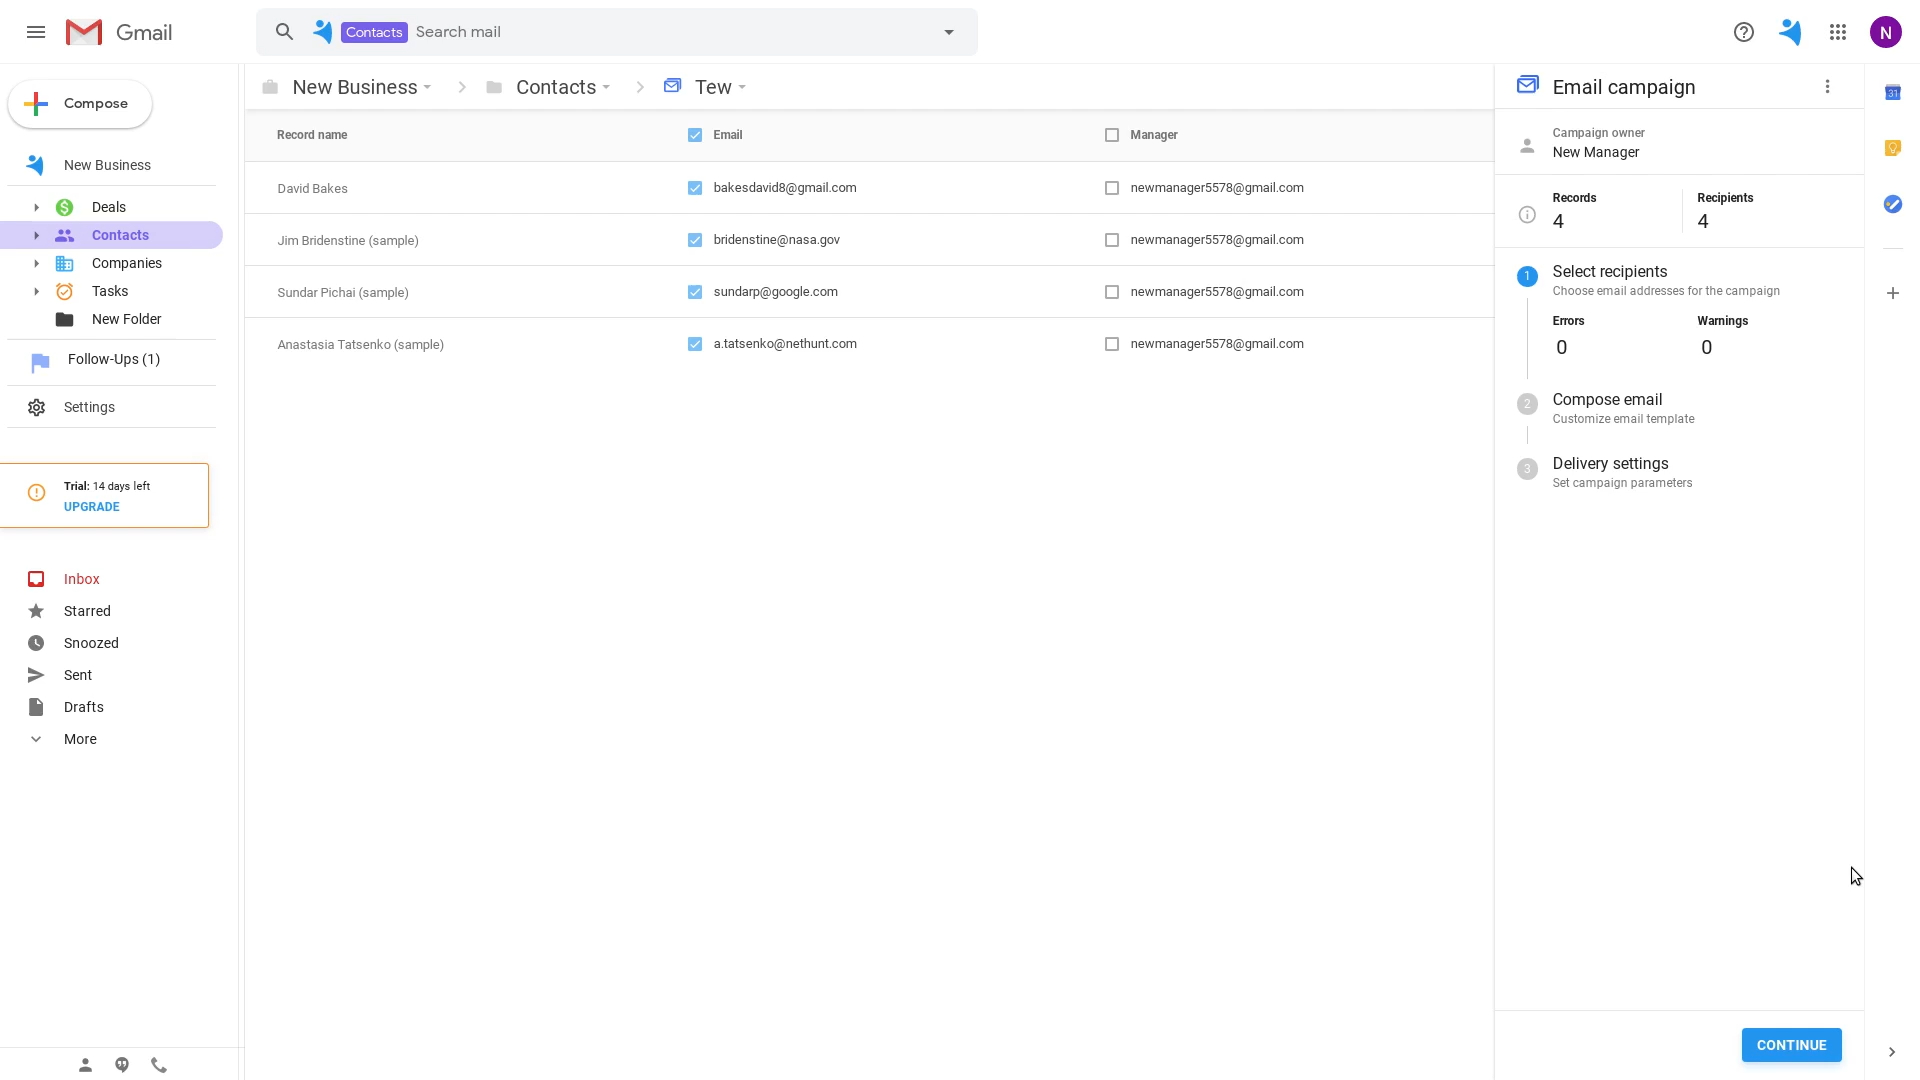 Gmail
Contacts Search mail
N
Compose
New Business
Deals
Contacts
Companies
Tasks
New Folder
Follow-Ups (1)
Settings
Trial: 14 days left
UPGRADE
Inbox
Starred
Snoozed
Sent
Drafts
More
New Business Contacts Tew
Record name Email Manager
David Bakes bakesdavid8@gmail.com newmanager5578@gmail.com
Jim Bridenstine (sample) bridenstine@nasa.gov newmanager5578@gmail.com
Sundar Pichai (sample) sundarp@google.com newmanager5578@gmail.com
Anastasia Tatsenko (sample) a.tatsenko@nethunt.com newmanager5578@gmail.com
Email campaign
Campaign owner
New Manager
Records Recipients
4 4
1 Select recipients
Choose email addresses for the campaign
Errors Warnings
0 0
2 Compose email
Customize email template
3 Delivery settings
Set campaign parameters
CONTINUE
31